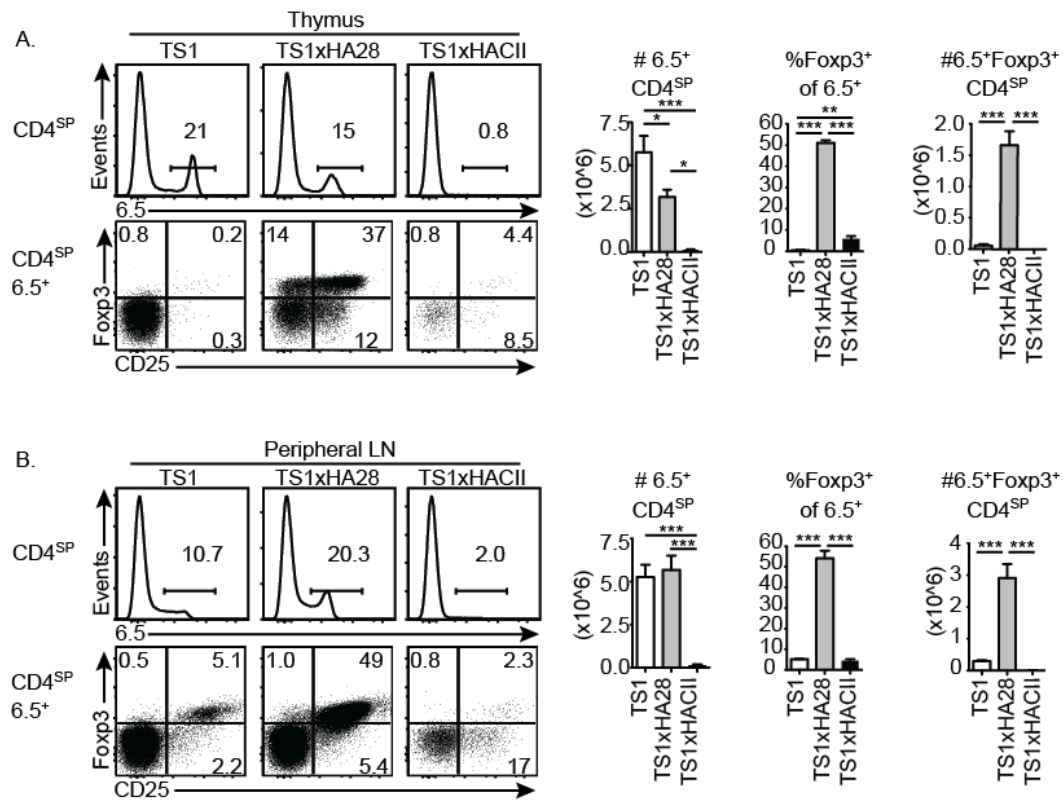 A.
Thymus
TS1 TS1xHA28 TS1xHACII
CD4SP
Events
21 15 0.8
6.5
CD4SP
6.5+
Foxp3
0.8 0.2 14 37 0.8 4.4
0.3 12 8.5
CD25
# 6.5+
CD4SP
***
*
*
7.5
5.0
2.5
0.0
(x10^6)
TS1
TS1xHA28
TS1xHACII
%Foxp3+
of 6.5+
**
*** ***
60
50
40
30
20
10
0
TS1
TS1xHA28
TS1xHACII
#6.5+Foxp3+
CD4SP
*** ***
2.0
1.5
1.0
0.5
0.0
(x10^6)
TS1
TS1xHA28
TS1xHACII
B.
Peripheral LN
TS1 TS1xHA28 TS1xHACII
CD4SP
Events
10.7 20.3 2.0
6.5
CD4SP
6.5+
Foxp3
0.5 5.1 1.0 49 0.8 2.3
2.2 5.4 17
CD25
# 6.5+
CD4SP
***
***
7.5
5.0
2.5
0.0
(x10^6)
TS1
TS1xHA28
TS1xHACII
%Foxp3+
of 6.5+
*** ***
60
50
40
30
20
10
0
TS1
TS1xHA28
TS1xHACII
#6.5+Foxp3+
CD4SP
*** ***
4
3
2
1
0
(x10^6)
TS1
TS1xHA28
TS1xHACII